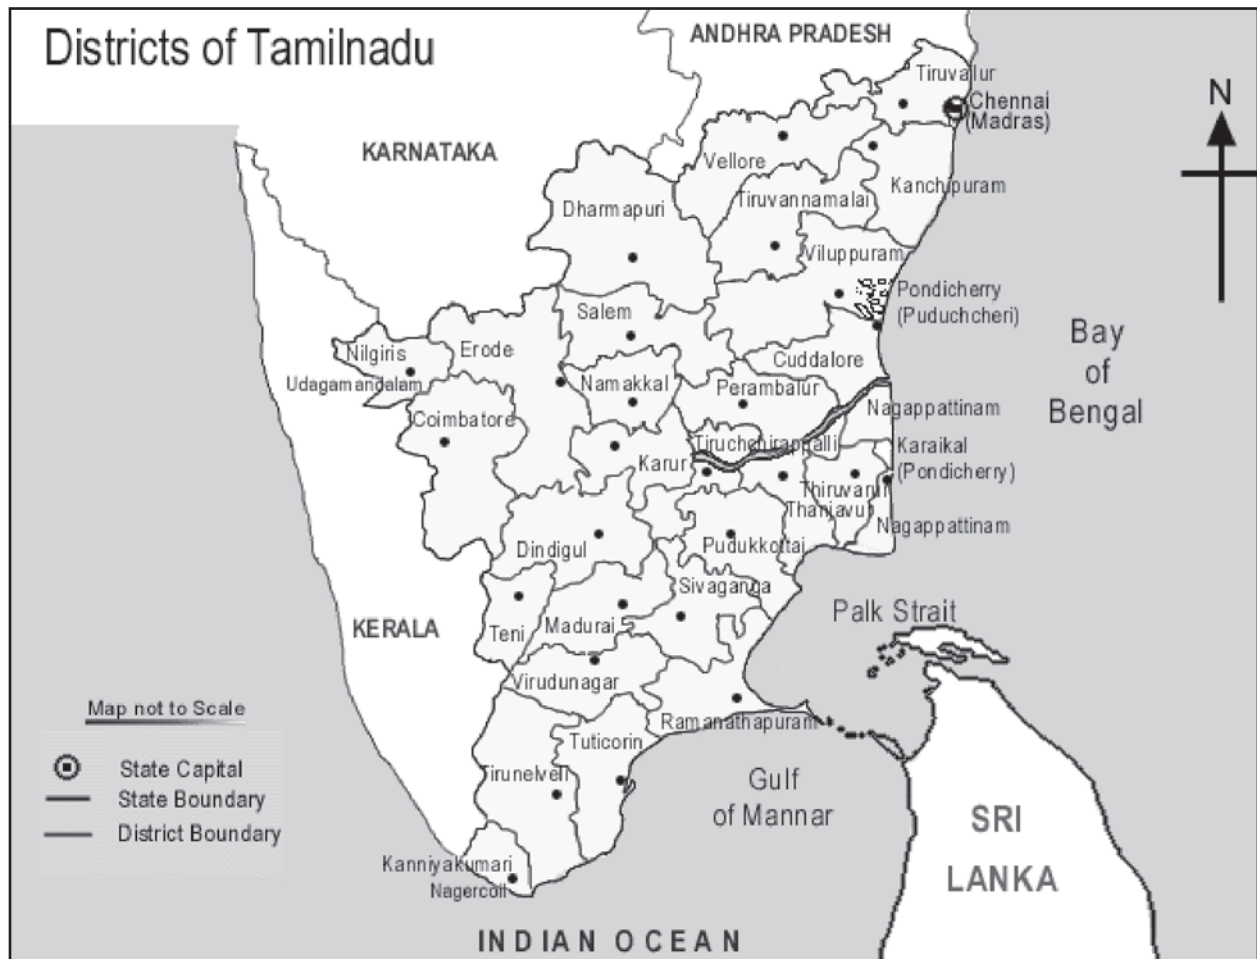 Districts of Tamilnadu
ANDHRA PRADESH
Tiruvalur
Chennai
(Madras)
N
KARNATAKA
Vellore
Kanchipuram
Tiruvannamalai
Dharmapuri
Viluppuram
Pondicherry
(Puduchcheri)
Salem
Bay
of
Bengal
Nilgiris
Erode
Cuddalore
Udagamandalam
Namakkal
Perambalur
Nagappattinam
Coimbatore
Tiruchchirappalli
Karaikal
(Pondicherry)
Karur
Thiruvarur
Thanjavur
Nagappattinam
Dindigul
Pudukkottai
Sivaganga
Palk Strait
KERALA
Teni
Madurai
Virudunagar
Map not to Scale
Ramanathapuram
Tuticorin
State Capital
State Boundary
District Boundary
Tirunelveli
Gulf
of Mannar
SRI
LANKA
Kanniyakumari
Nagercoil
INDIAN OCEAN